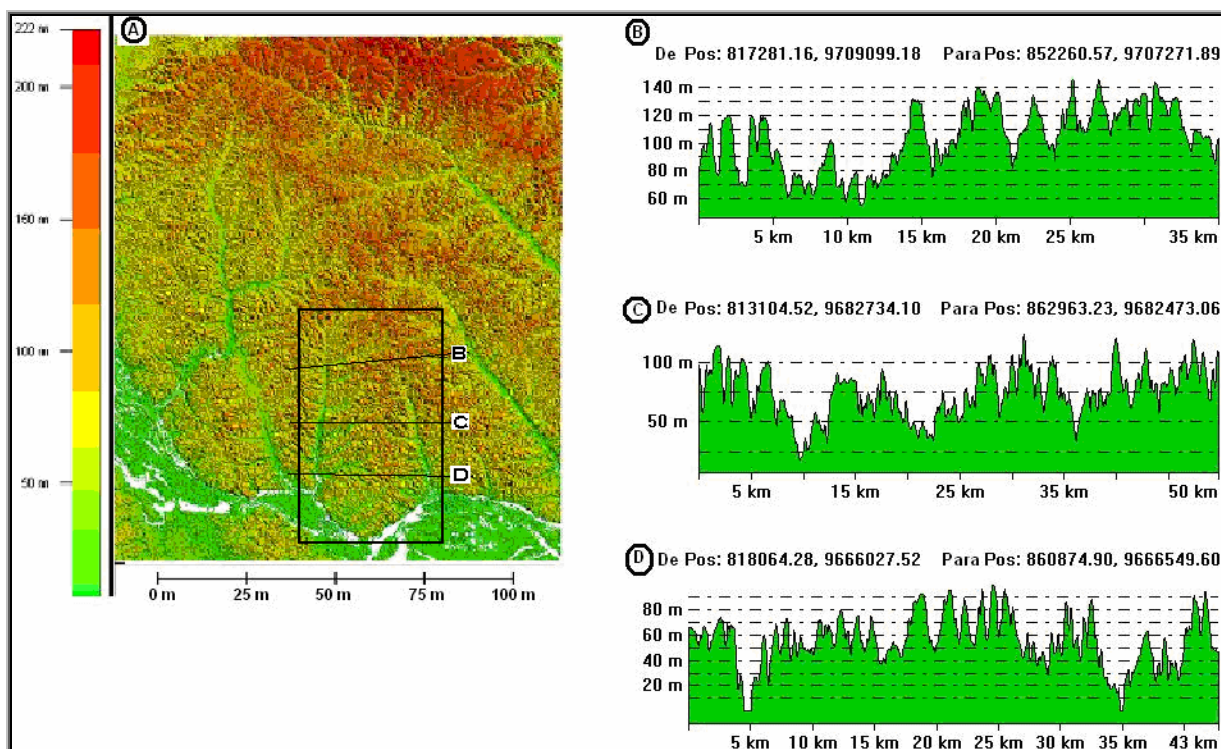 222 m
200 m
150 m
100 m
50 m
A
B
C
D
0 m 25 m 50 m 75 m 100 m
B
De Pos: 817281.16, 9709099.18 Para Pos: 852260.57, 9707271.89
140 m
120 m
100 m
80 m
60 m
5 km 10 km 15 km 20 km 25 km 35 km
C
De Pos: 813104.52, 9682734.10 Para Pos: 862963.23, 9682473.06
100 m
50 m
5 km 15 km 25 km 35 km 50 km
D
De Pos: 818064.28, 9666027.52 Para Pos: 860874.90, 9666549.60
80 m
60 m
40 m
20 m
5 km 10 km 15 km 20 km 25 km 30 km 35 km 43 km